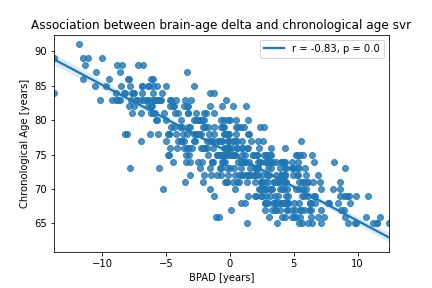 Association between brain-age delta and chronological age svr
r = -0.83, p = 0.0
Chronological Age [years]
90
85
80
75
70
65
−10
−5
0
5
10
BPAD [years]